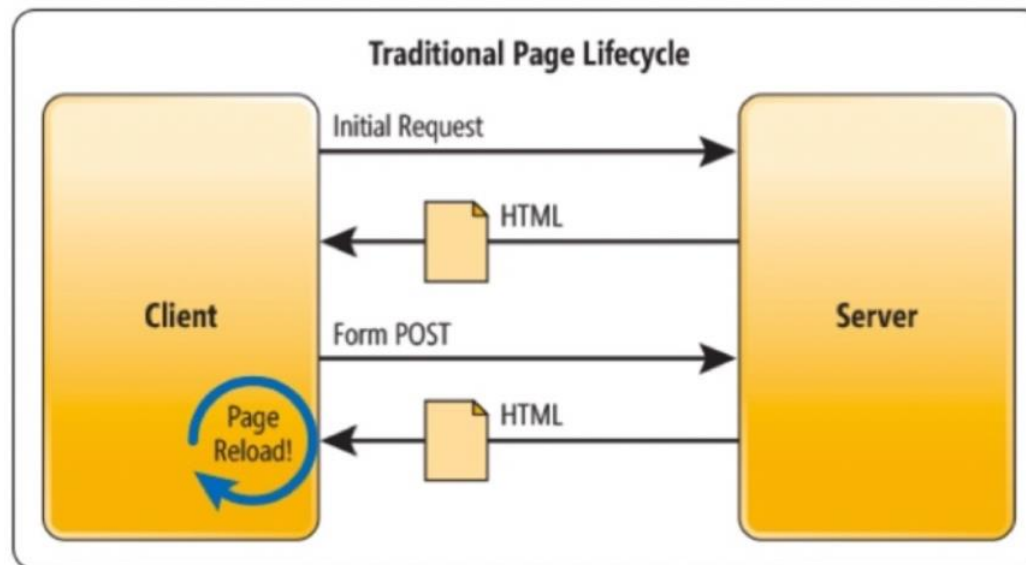 Traditional Page Lifecycle
Initial Request
HTML
Client
Server
Form POST
HTML
Page
Reload!